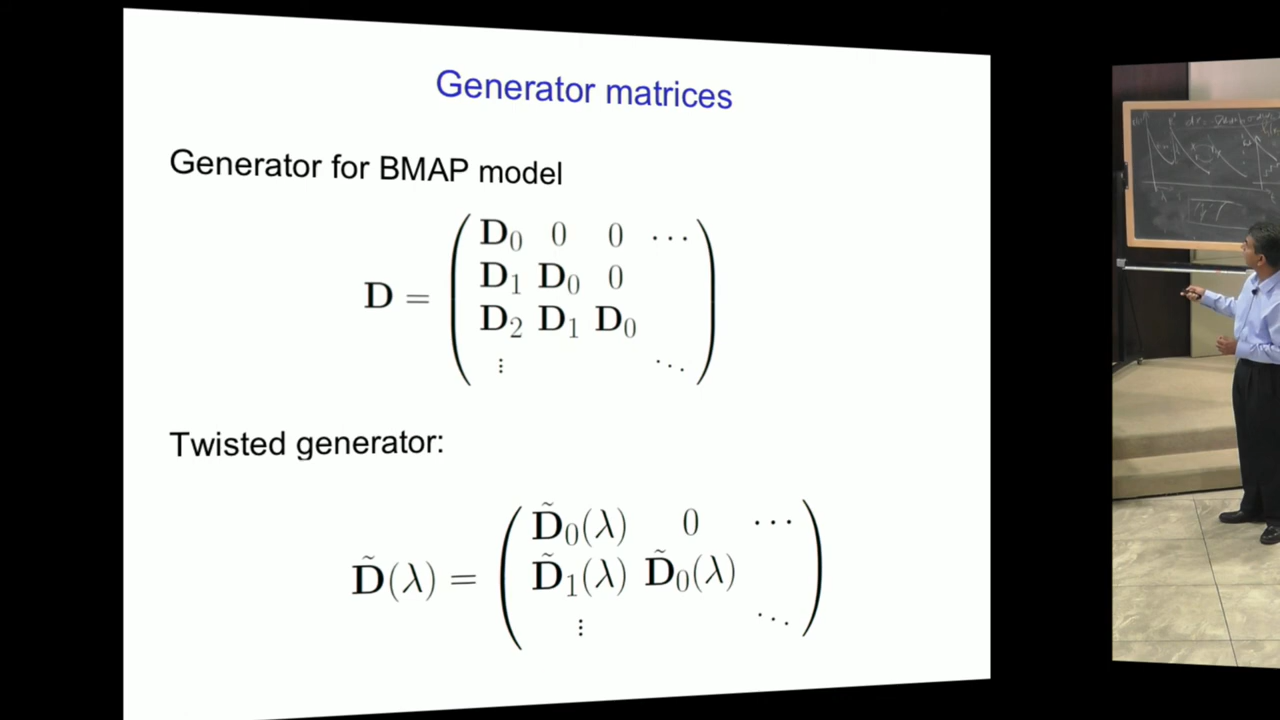 Generator matrices
Generator for BMAP model
D₀ 0 0 ⋯
D₁ D₀ 0
D = 
D₂ D₁ D₀
⋮ ⋱
Twisted generator:
D̃₀(λ) 0 ⋯
D̃(λ) = D̃₁(λ) D̃₀(λ)
⋮ ⋱